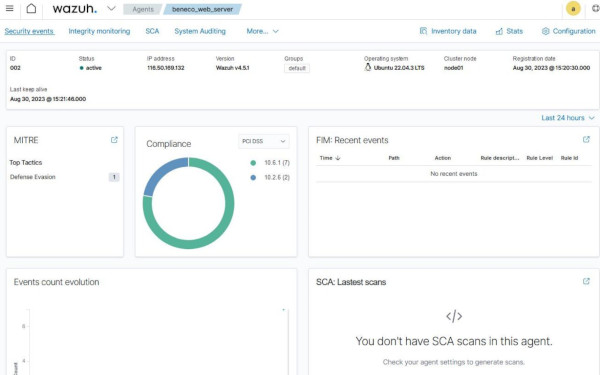 wazuh. Agents beneco_web_server a
Security events Integrity monitoring SCA System Auditing More... Inventory data Stats Configuration
ID Status IP address Version Groups Operating system Cluster node Registration date
002 active 116.50.169.132 Wazuh v4.5.1 default Ubuntu 22.04.3 LTS node01 Aug 30, 2023 @ 15:20:30.000
Last keep alive
Aug 30, 2023 @ 15:21:46.000
Last 24 hours
MITRE
Top Tactics
Defense Evasion 1
Compliance PCI DSS
10.6.1 (7)
10.2.6 (2)
FIM: Recent events
Time Path Action Rule descript... Rule Level Rule Id
No recent events
Events count evolution
6
4
Count
SCA: Lastest scans
You don't have SCA scans in this agent.
Check your agent settings to generate scans.